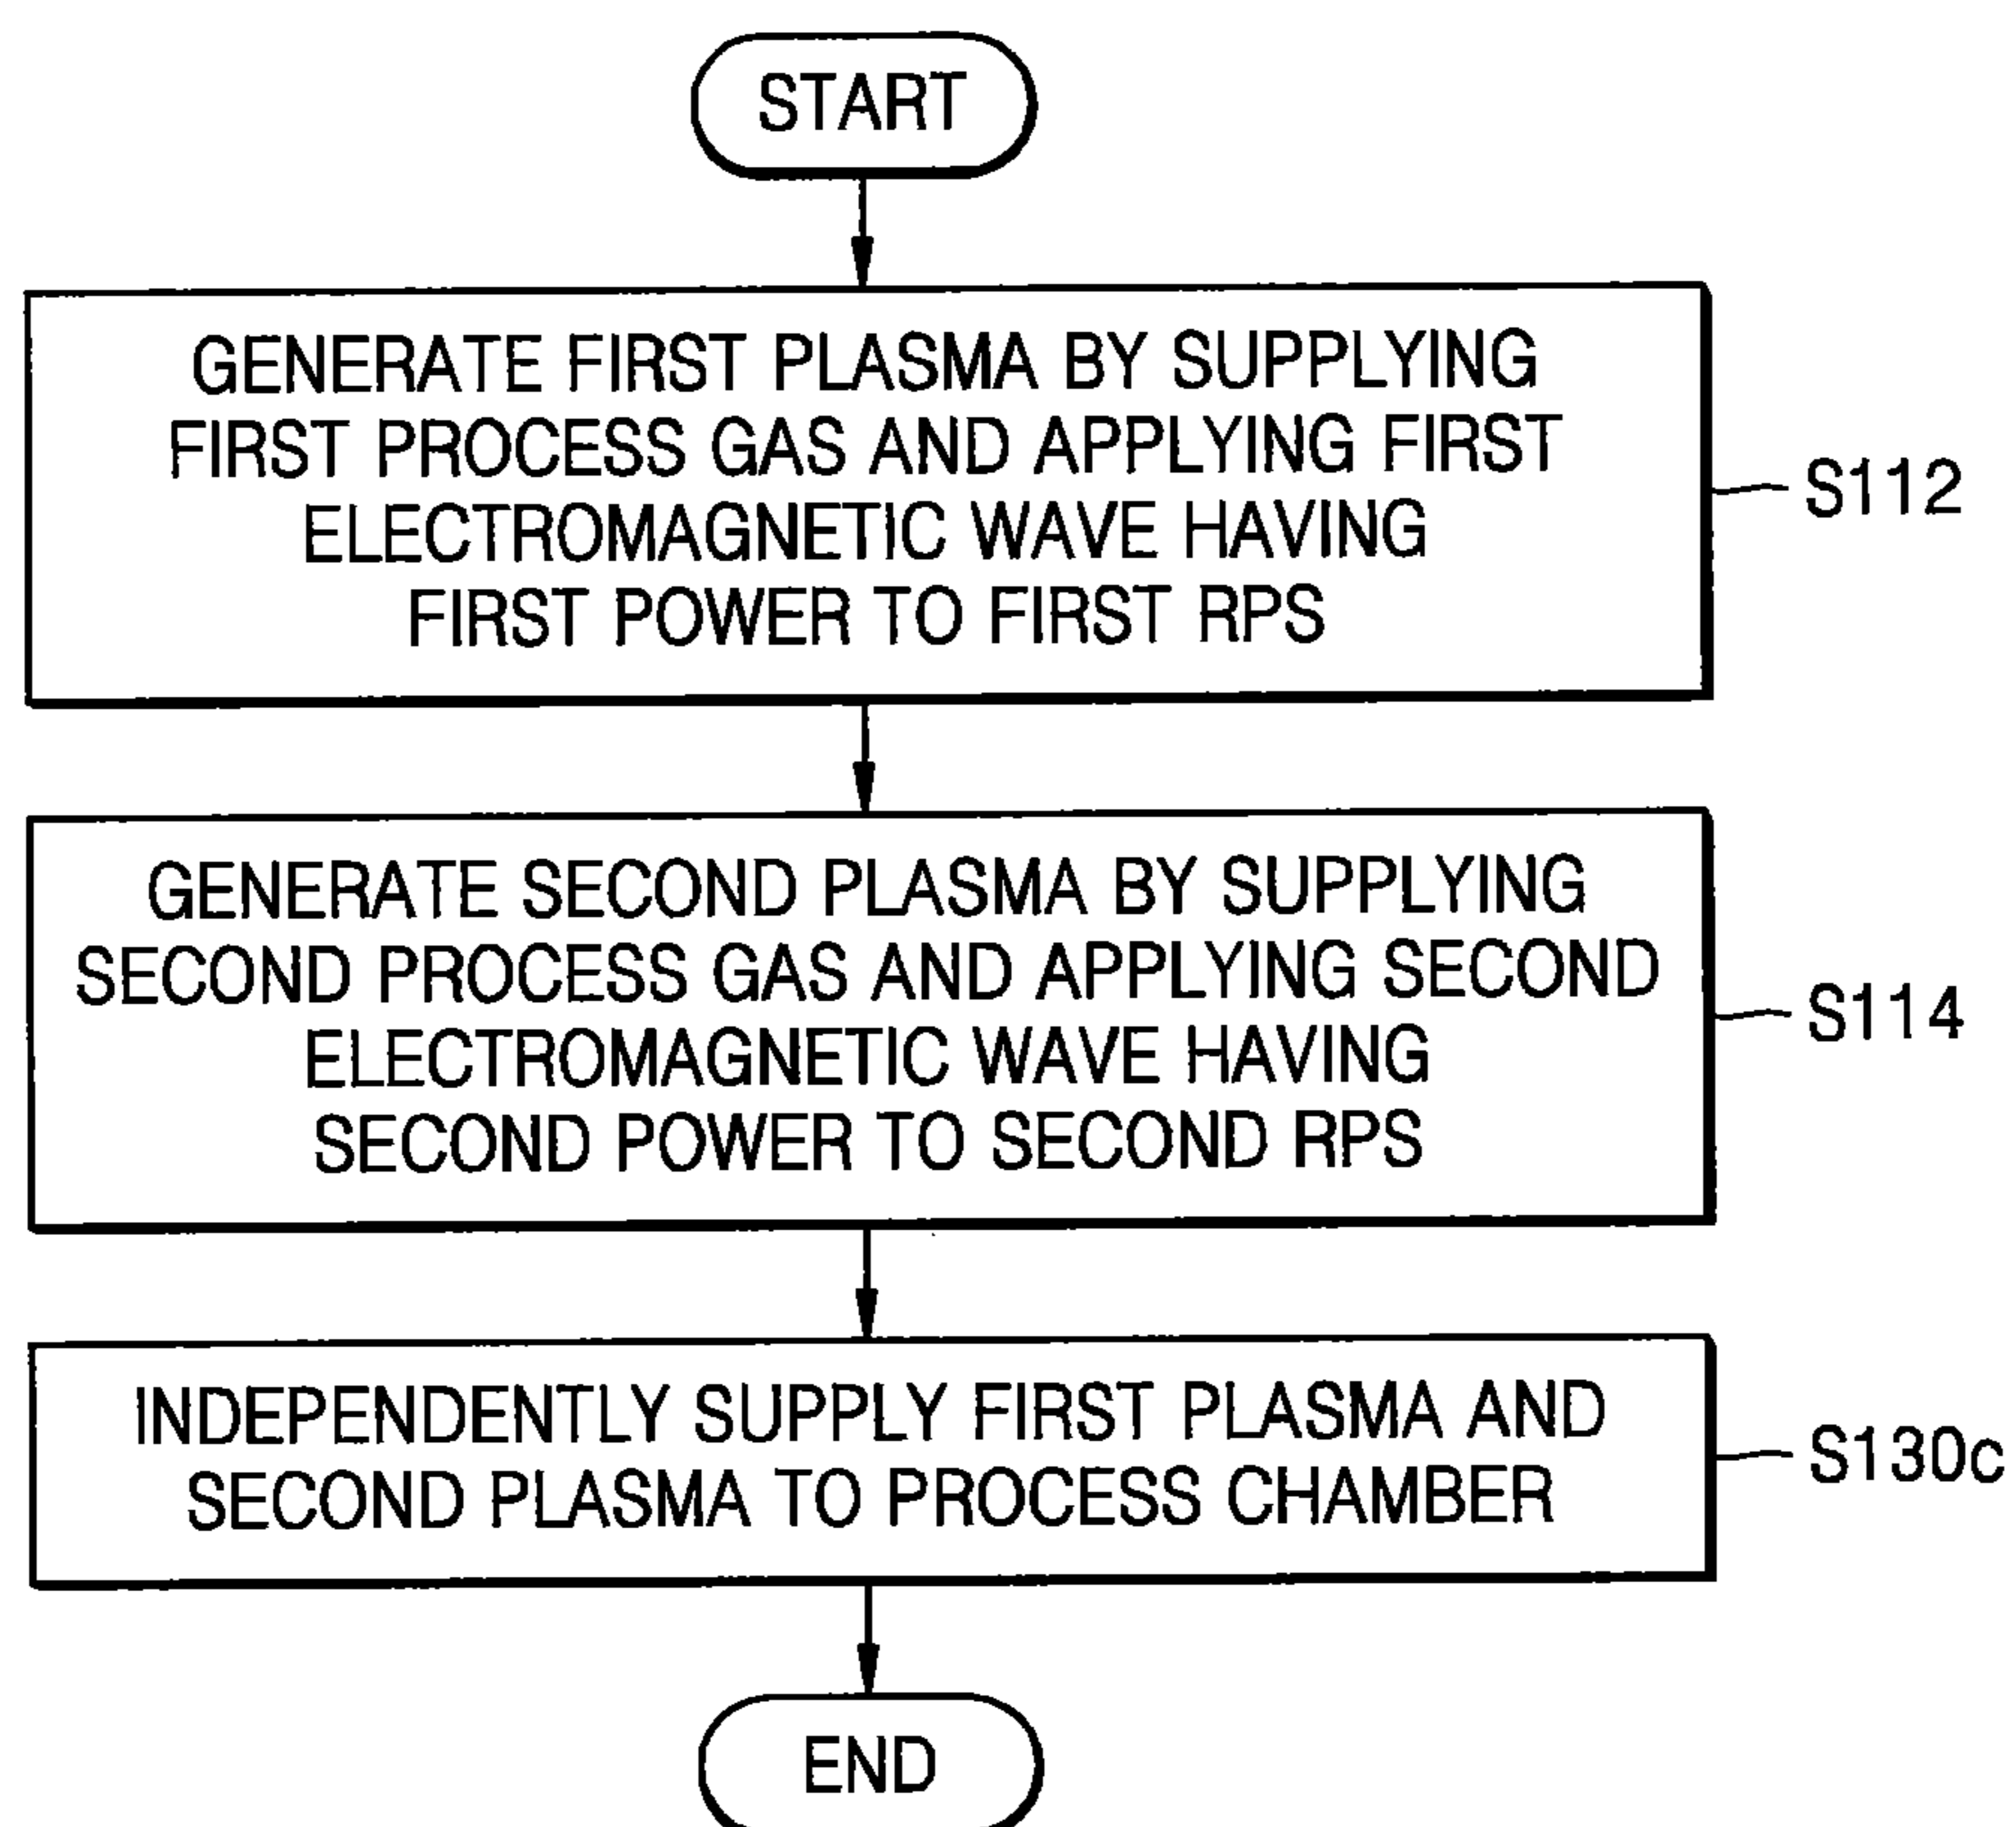 START
GENERATE FIRST PLASMA BY SUPPLYING
FIRST PROCESS GAS AND APPLYING FIRST
ELECTROMAGNETIC WAVE HAVING
FIRST POWER TO FIRST RPS
S112
GENERATE SECOND PLASMA BY SUPPLYING
SECOND PROCESS GAS AND APPLYING SECOND
ELECTROMAGNETIC WAVE HAVING
SECOND POWER TO SECOND RPS
S114
INDEPENDENTLY SUPPLY FIRST PLASMA AND
SECOND PLASMA TO PROCESS CHAMBER
S130c
END